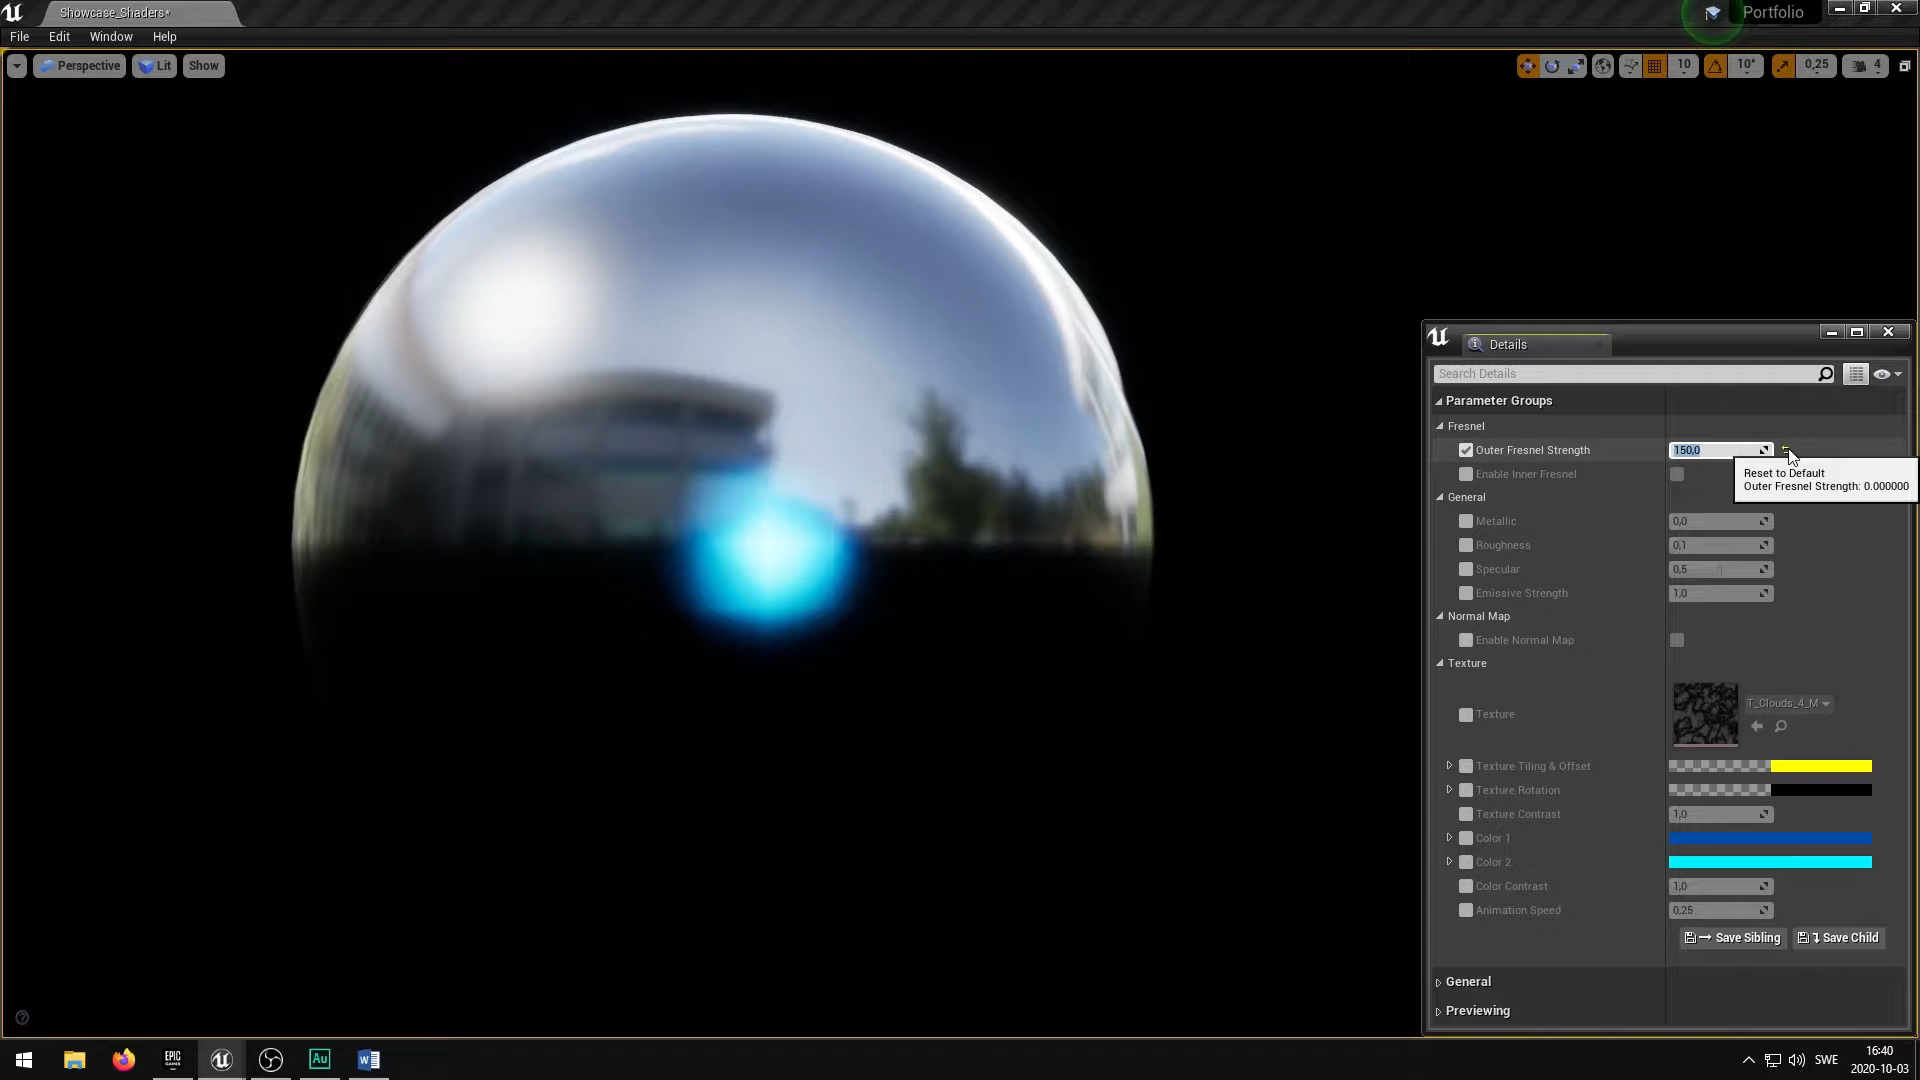 Showcase_Shaders*
Portfolio
File Edit Window Help
Perspective Lit Show
10 10° 0,25 4
Details
Search Details
Parameter Groups
Fresnel
Outer Fresnel Strength 150,0
Reset to Default
Outer Fresnel Strength: 0.000000
Enable Inner Fresnel
General
Metallic 0,0
Roughness 0,1
Specular 0,5
Emissive Strength 1,0
Normal Map
Enable Normal Map
Texture
Texture T_Clouds_4_M
Texture Tiling & Offset
Texture Rotation
Texture Contrast 1,0
Color 1
Color 2
Color Contrast 1,0
Animation Speed 0,25
Save Sibling Save Child
General
Previewing
EPIC GAMES Au W SWE 16:40
2020-10-03